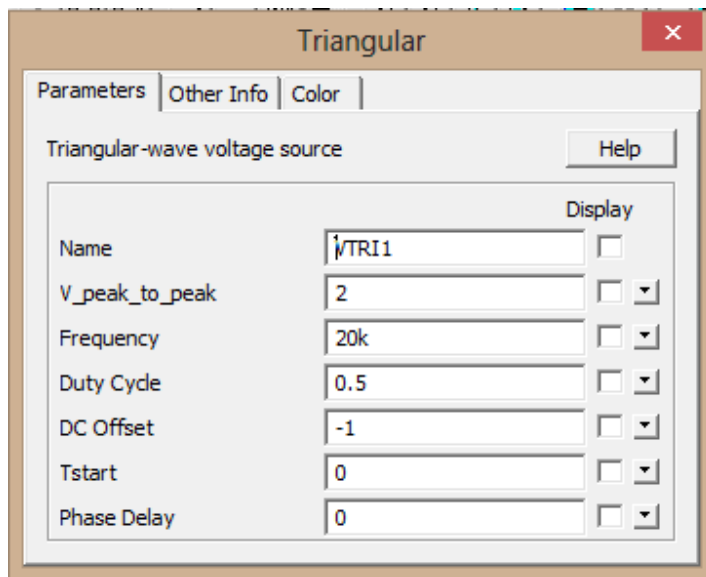 Triangular
Parameters Other Info Color
Triangular-wave voltage source Help
Display
Name VTRI1
V_peak_to_peak 2
Frequency 20k
Duty Cycle 0.5
DC Offset -1
Tstart 0
Phase Delay 0